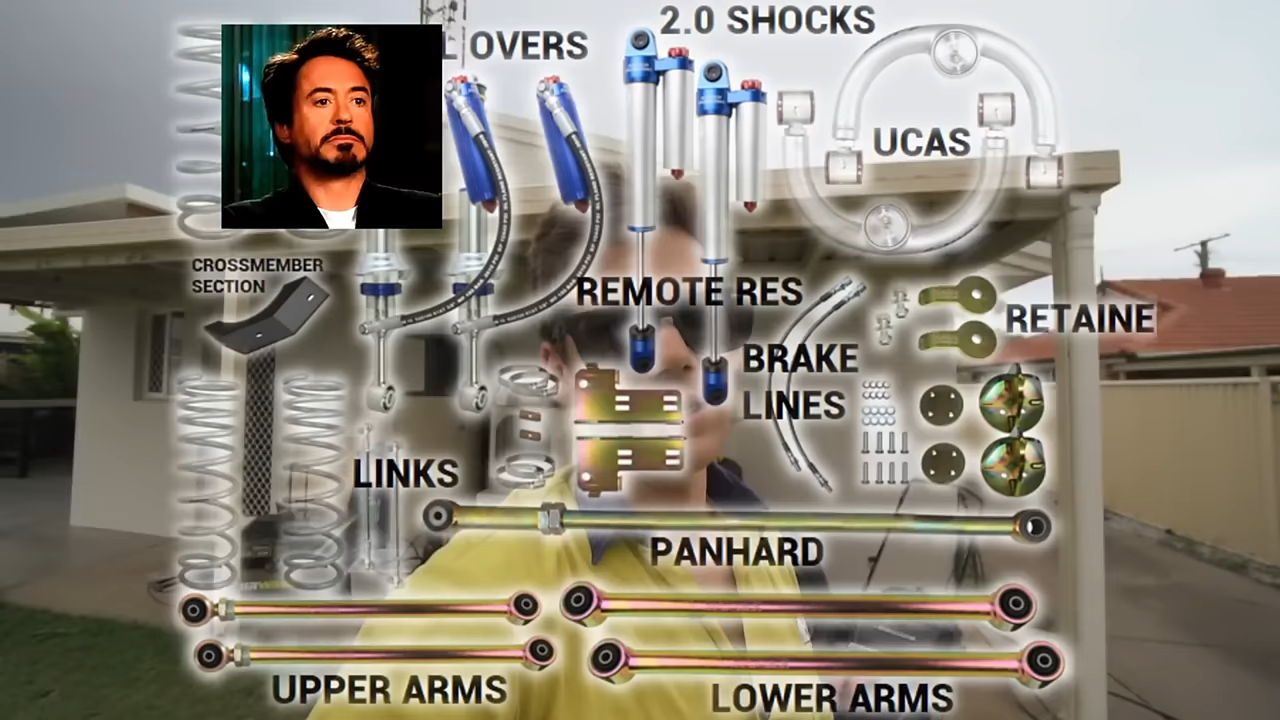 L OVERS
2.0 SHOCKS
UCAS
CROSSMEMBER
SECTION
REMOTE RES
RETAINE
BRAKE
LINES
LINKS
PANHARD
UPPER ARMS
LOWER ARMS